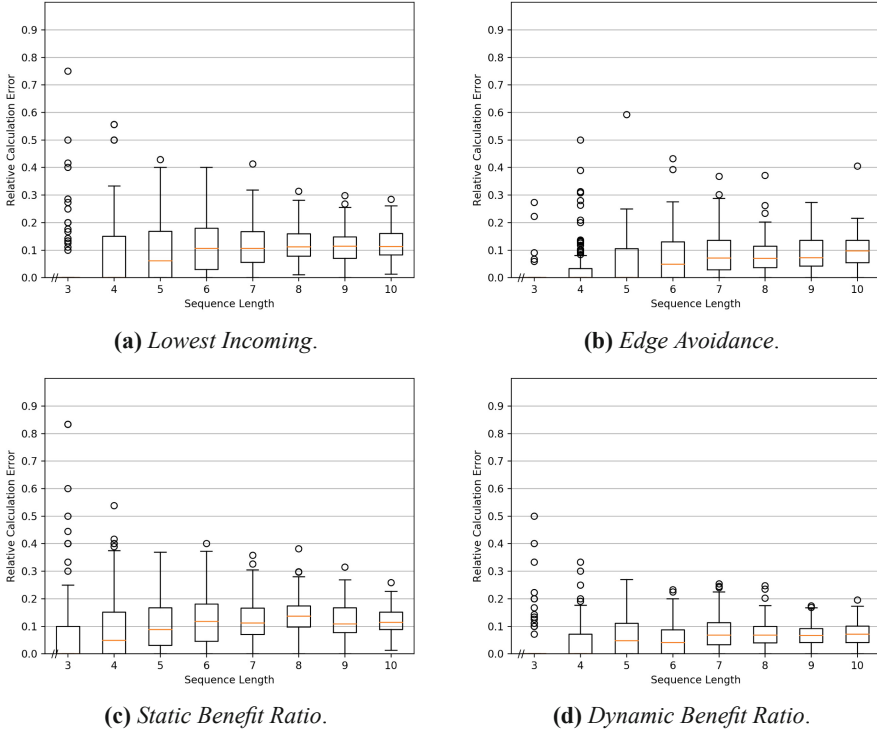 0.9
0.8
0.7
0.6
0.5
0.4
0.3
0.2
0.1
0.0
Relative Calculation Error
3 4 5 6 7 8 9 10
Sequence Length
(a) Lowest Incoming.
0.9
0.8
0.7
0.6
0.5
0.4
0.3
0.2
0.1
0.0
Relative Calculation Error
3 4 5 6 7 8 9 10
Sequence Length
(b) Edge Avoidance.
0.9
0.8
0.7
0.6
0.5
0.4
0.3
0.2
0.1
0.0
Relative Calculation Error
3 4 5 6 7 8 9 10
Sequence Length
(c) Static Benefit Ratio.
0.9
0.8
0.7
0.6
0.5
0.4
0.3
0.2
0.1
0.0
Relative Calculation Error
3 4 5 6 7 8 9 10
Sequence Length
(d) Dynamic Benefit Ratio.